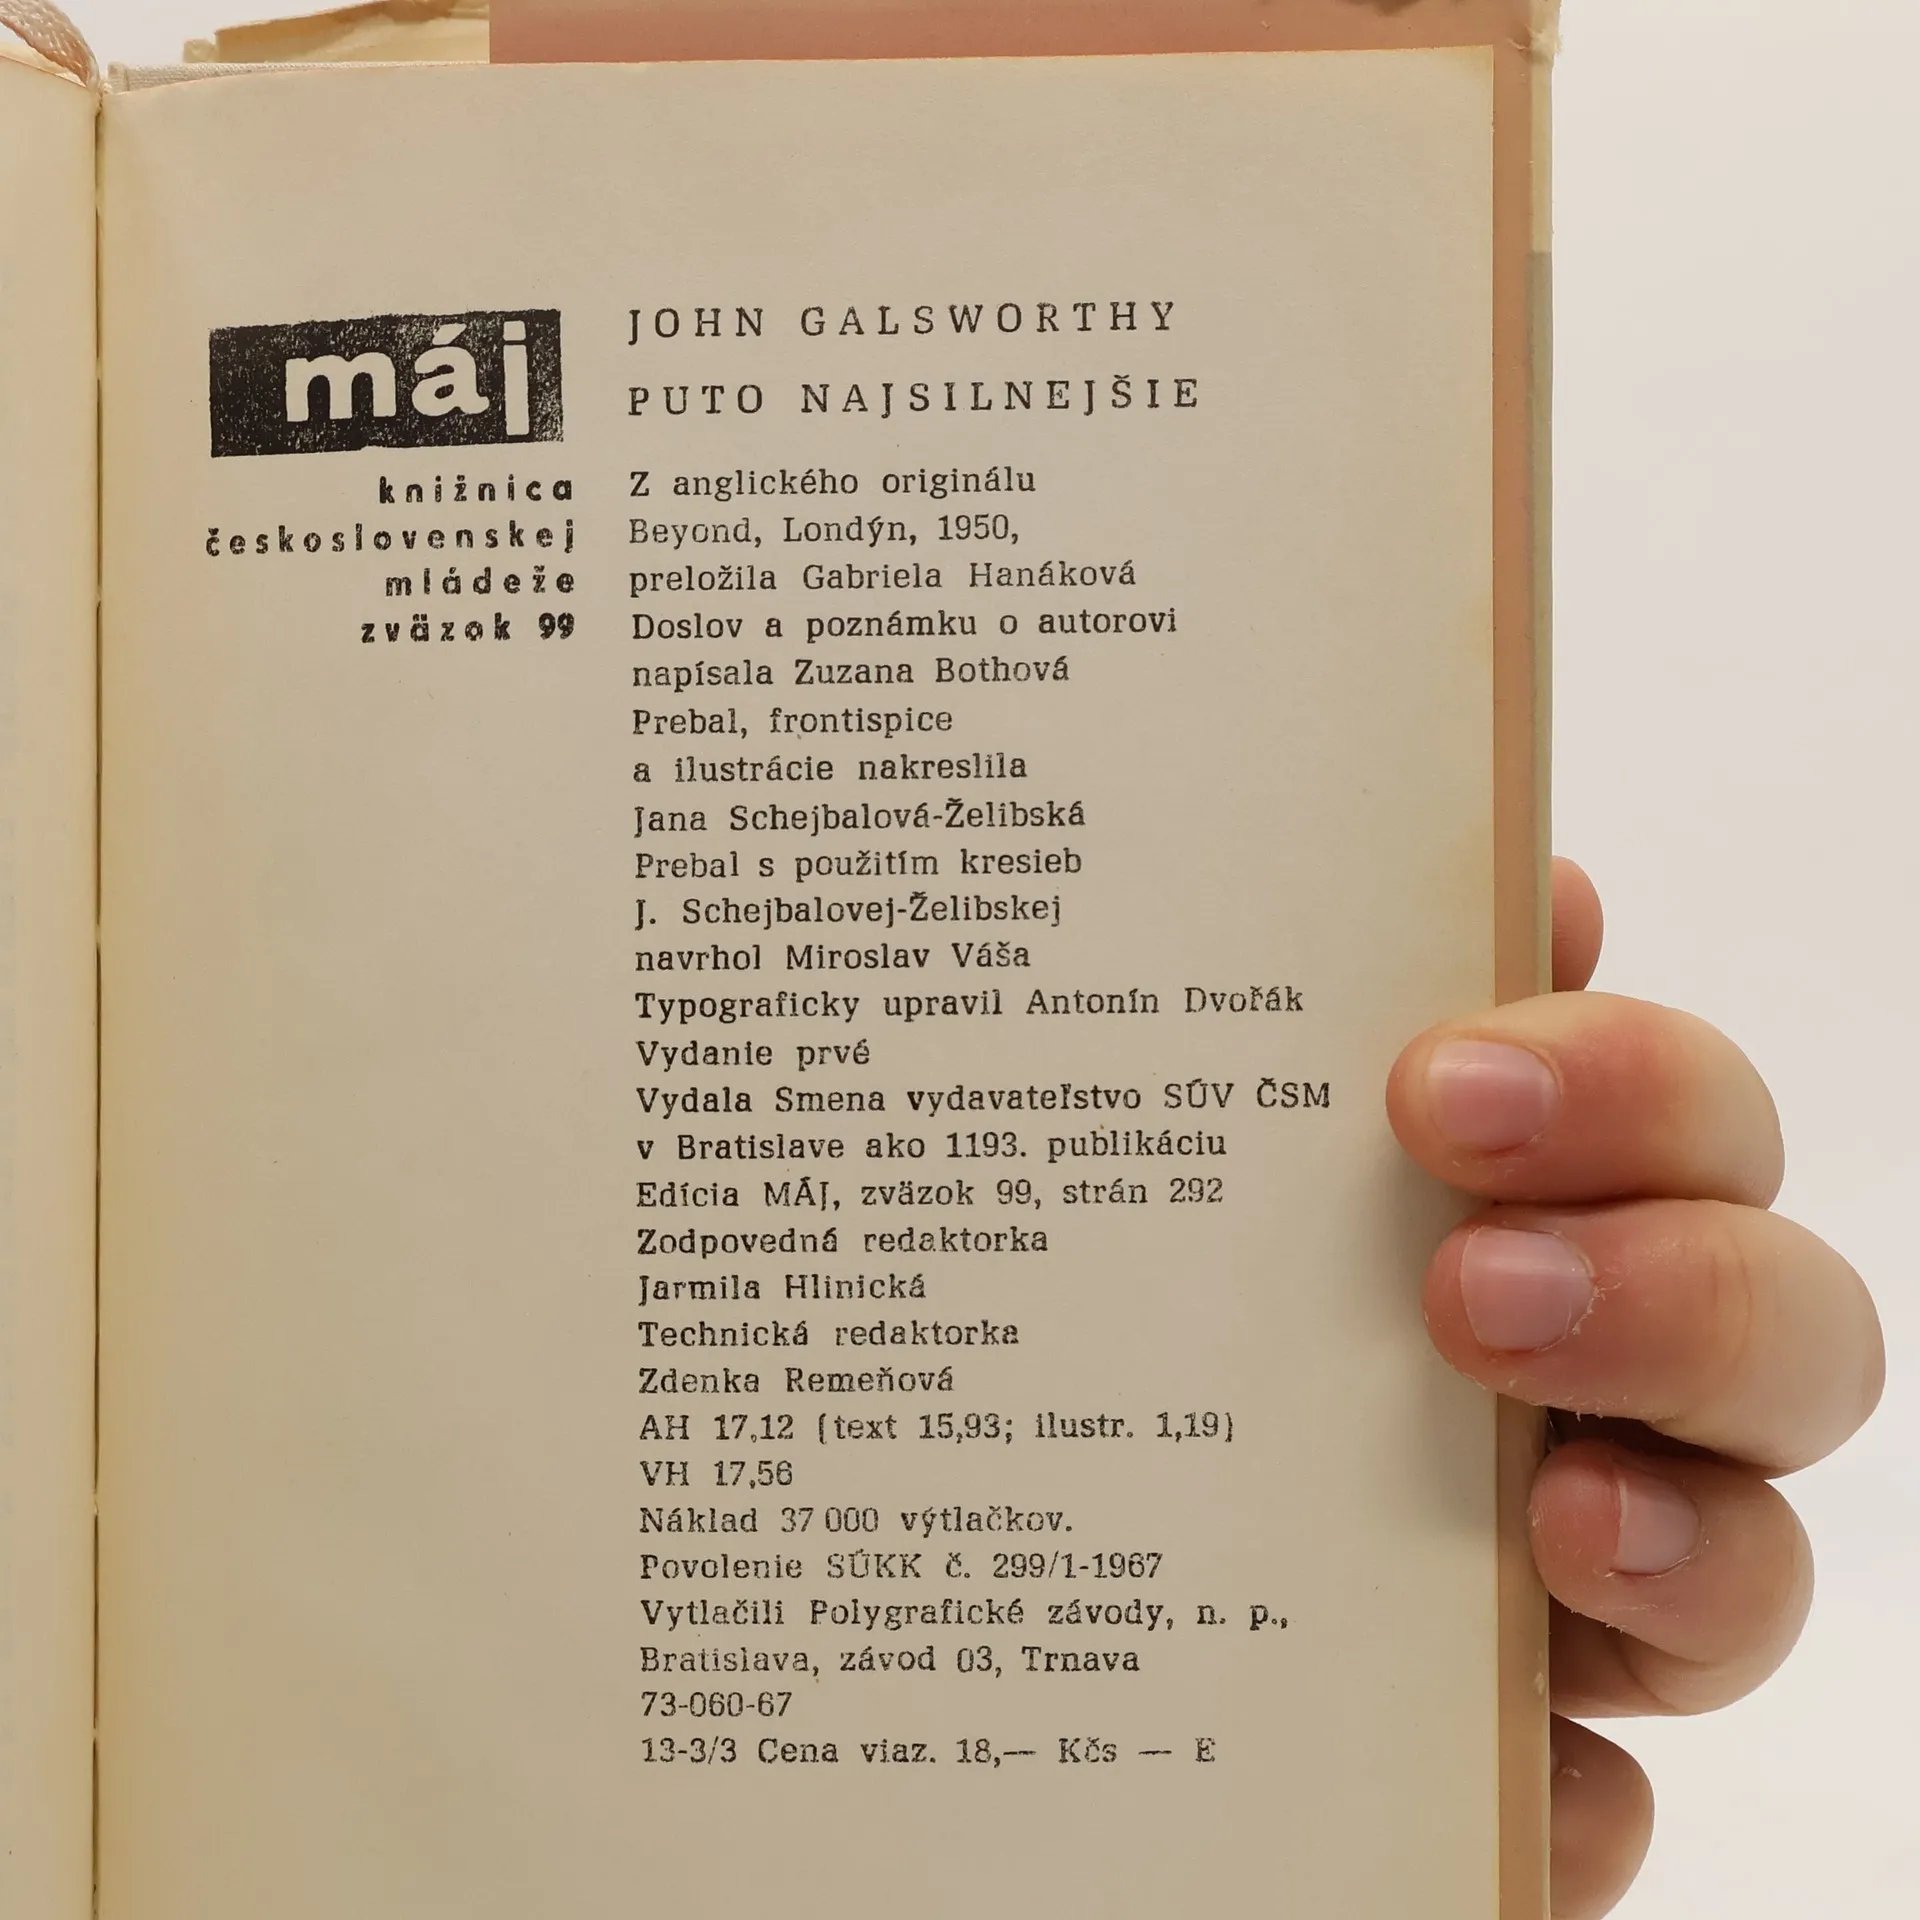 máj
knižnica
československej
mládeže
zväzok 99
JOHN GALSWORTHY
PUTO NAJSILNEJŠIE
Z anglického originálu
Beyond, Londýn, 1950,
preložila Gabriela Hanáková
Doslov a poznámku o autorovi
napísala Zuzana Bothová
Prebal, frontispice
a ilustrácie nakreslila
Jana Schejbalová-Želibská
Prebal s použitím kresieb
J. Schejbalovej-Želibskej
navrhol Miroslav Váša
Typograficky upravil Antonín Dvořák
Vydanie prvé
Vydala Smena vydavateľstvo SÚV ČSM
v Bratislave ako 1193. publikáciu
Edícia MÁJ, zväzok 99, strán 292
Zodpovedná redaktorka
Jarmila Hlinická
Technická redaktorka
Zdenka Remeňová
AH 17,12 (text 15,93; ilustr. 1,19)
VH 17,56
Náklad 37 000 výtlačkov.
Povolenie SÚKK č. 299/1-1967
Vytlačili Polygrafické závody, n. p.,
Bratislava, závod 03, Trnava
73-060-67
13-3/3 Cena viaz. 18,— Kčs — E